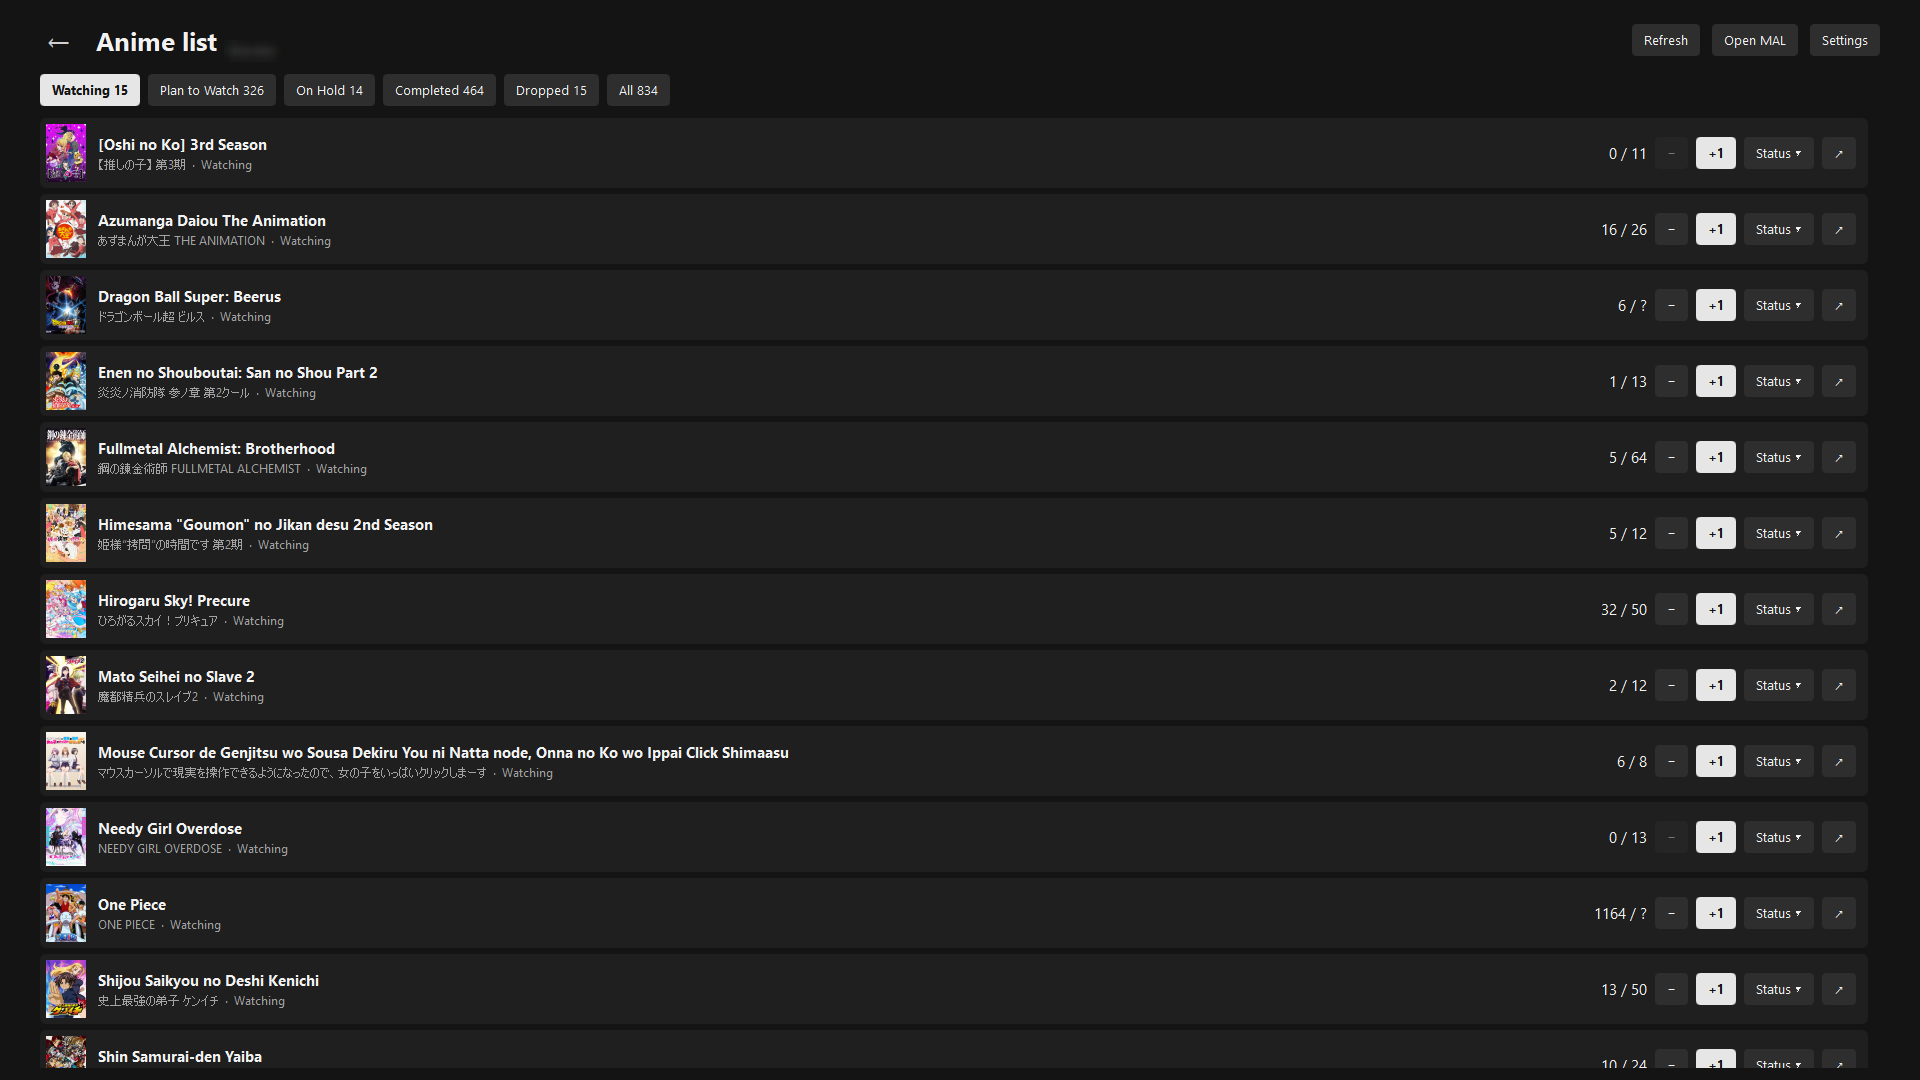 ← Anime list
Refresh Open MAL Settings
Watching 15 Plan to Watch 326 On Hold 14 Completed 464 Dropped 15 All 834
[Oshi no Ko] 3rd Season
【推しの子】 第3期 · Watching
0 / 11 − +1 Status ▾ ↗
Azumanga Daiou The Animation
あずまんが大王 THE ANIMATION · Watching
16 / 26 − +1 Status ▾ ↗
Dragon Ball Super: Beerus
ドラゴンボール超 ビルス · Watching
6 / ? − +1 Status ▾ ↗
Enen no Shouboutai: San no Shou Part 2
炎炎ノ消防隊 参ノ章 第2クール · Watching
1 / 13 − +1 Status ▾ ↗
Fullmetal Alchemist: Brotherhood
鋼の錬金術師 FULLMETAL ALCHEMIST · Watching
5 / 64 − +1 Status ▾ ↗
Himesama "Goumon" no Jikan desu 2nd Season
姫様"拷問"の時間です 第2期 · Watching
5 / 12 − +1 Status ▾ ↗
Hirogaru Sky! Precure
ひろがるスカイ！プリキュア · Watching
32 / 50 − +1 Status ▾ ↗
Mato Seihei no Slave 2
魔都精兵のスレイブ2 · Watching
2 / 12 − +1 Status ▾ ↗
Mouse Cursor de Genjitsu wo Sousa Dekiru You ni Natta node, Onna no Ko wo Ippai Click Shimaasu
マウスカーソルで現実を操作できるようになったので、女の子をいっぱいクリックしまーす · Watching
6 / 8 − +1 Status ▾ ↗
Needy Girl Overdose
NEEDY GIRL OVERDOSE · Watching
0 / 13 − +1 Status ▾ ↗
One Piece
ONE PIECE · Watching
1164 / ? − +1 Status ▾ ↗
Shijou Saikyou no Deshi Kenichi
史上最強の弟子 ケンイチ · Watching
13 / 50 − +1 Status ▾ ↗
Shin Samurai-den Yaiba
10 / 24 − +1 Status ▾ ↗